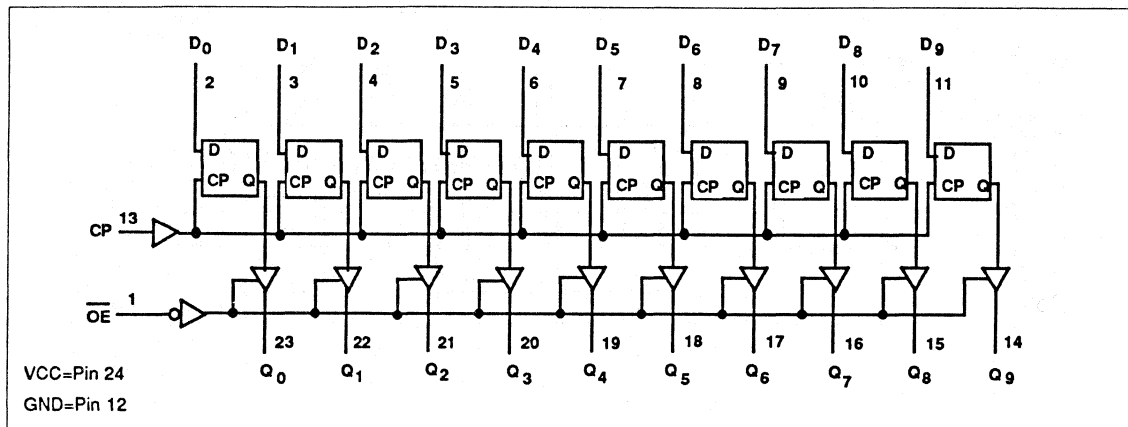 D0 D1 D2 D3 D4 D5 D6 D7 D8 D9
2 3 4 5 6 7 8 9 10 11
D D D D D D D D D D
CP Q CP Q CP Q CP Q CP Q CP Q CP Q CP Q CP Q CP Q
CP 13
OE 1
23 22 21 20 19 18 17 16 15 14
Q0 Q1 Q2 Q3 Q4 Q5 Q6 Q7 Q8 Q9
VCC=Pin 24
GND=Pin 12